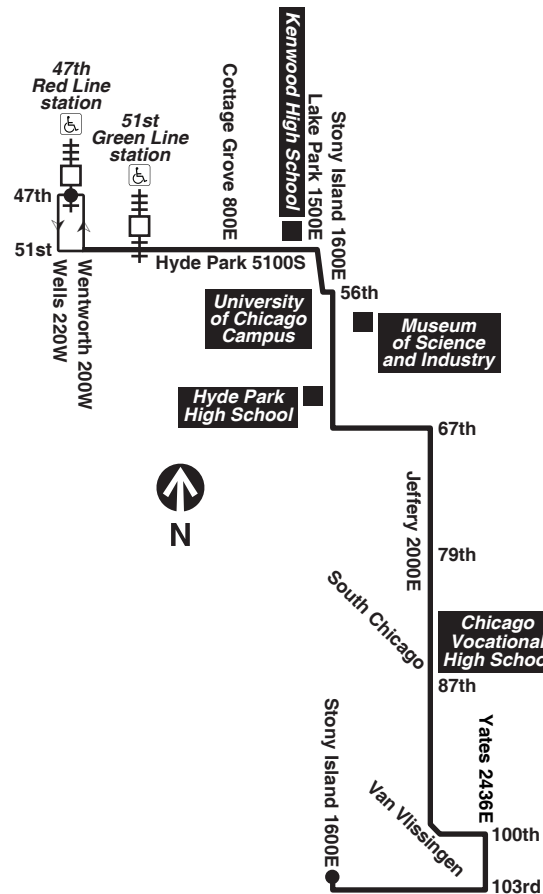 47th
Red Line
station
51st
Green Line
station
Cottage Grove 800E
Kenwood High School
Lake Park 1500E
Stony Island 1600E
47th
51st
Hyde Park 5100S
Wells 220W
Wentworth 200W
56th
University
of Chicago
Campus
Museum
of Science
and Industry
Hyde Park
High School
67th
N
Jeffery 2000E
79th
South Chicago
Chicago
Vocational
High School
87th
Stony Island 1600E
Yates 2436E
Van Vlissingen
100th
103rd